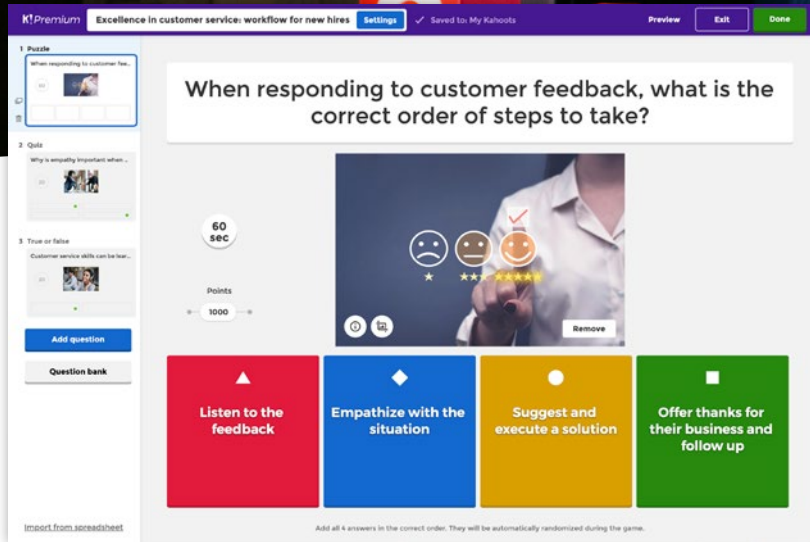 K! Premium
Excellence in customer service: workflow for new hires
Settings
✓ Saved to: My Kahoots
Preview
Exit
Done
1 Puzzle
When responding to customer fee...
2 Quiz
Why is empathy important when ...
3 True or false
Customer service skills can be lear...
Add question
Question bank
Import from spreadsheet
When responding to customer feedback, what is the
correct order of steps to take?
60
sec
Points
1000
Remove
Listen to the
feedback
Empathize with the
situation
Suggest and
execute a solution
Offer thanks for
their business and
follow up
Add all 4 answers in the correct order. They will be automatically randomized during the game.